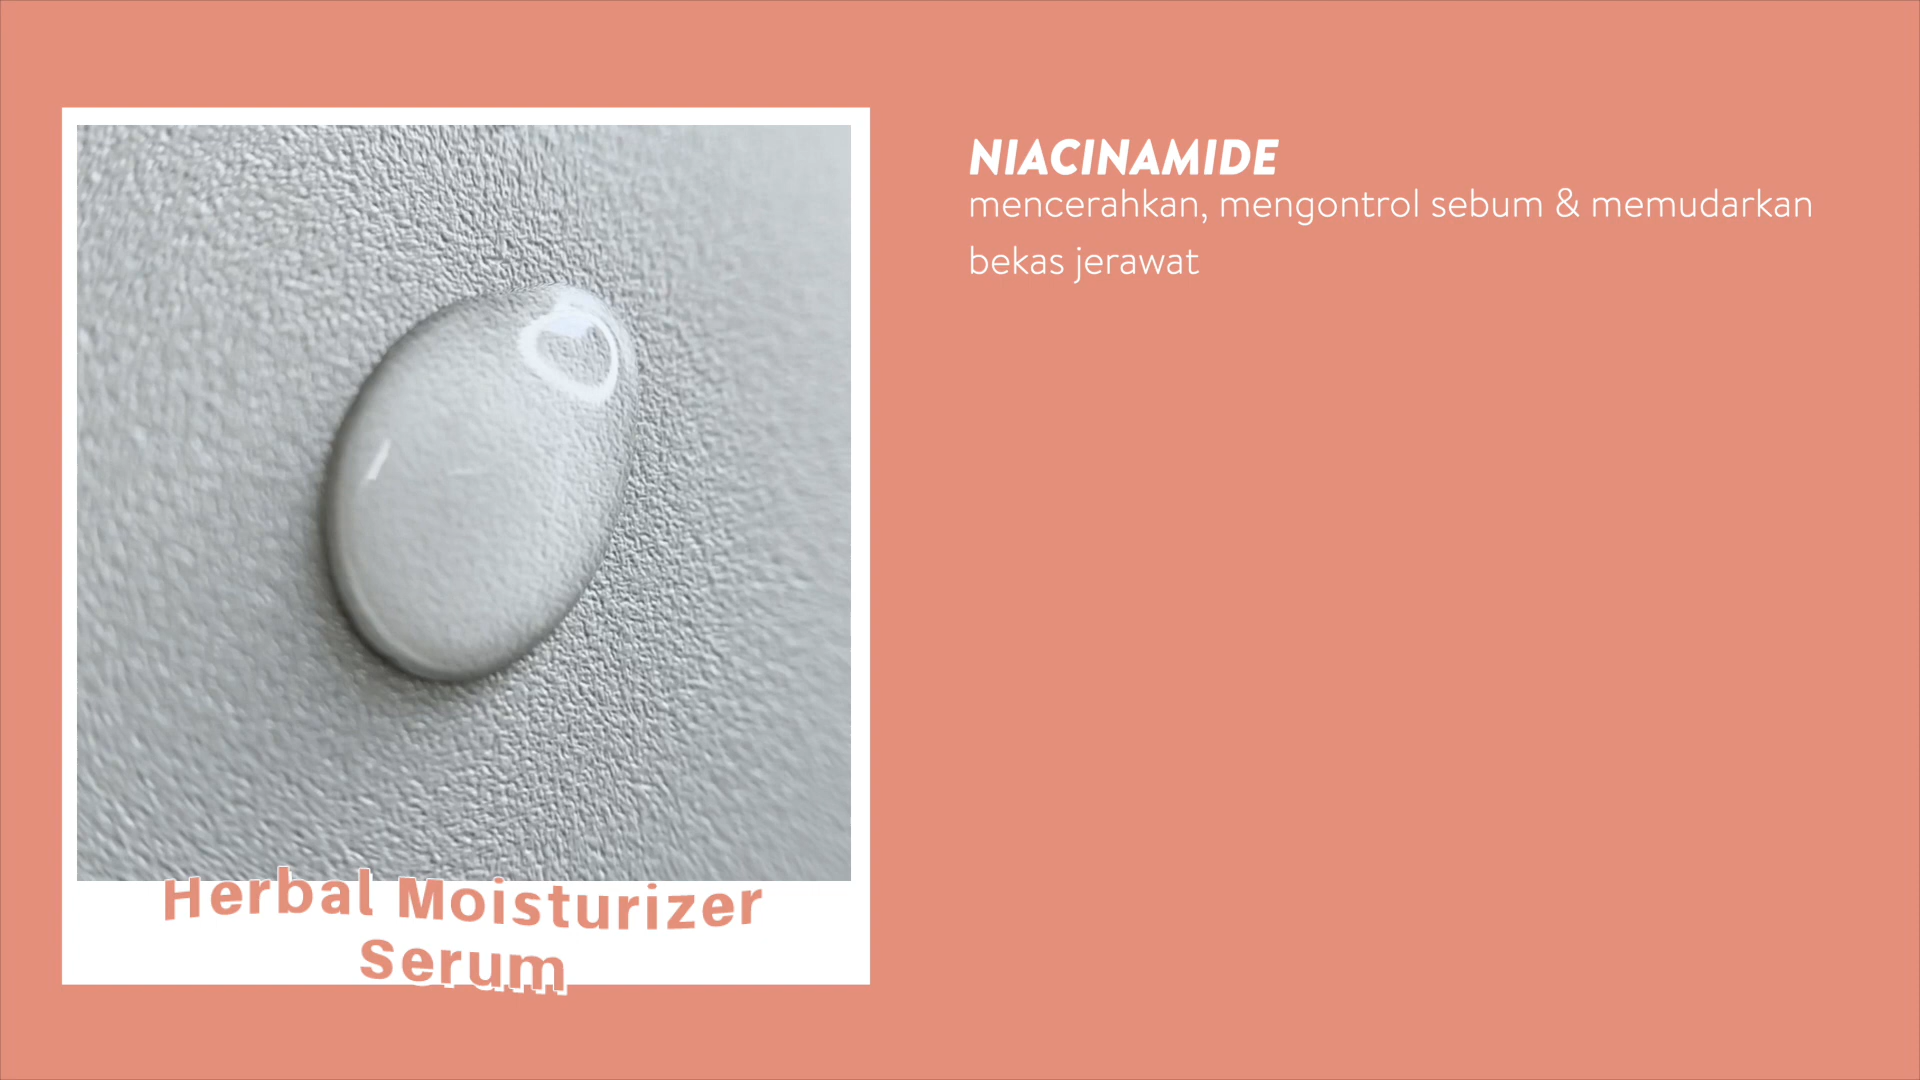 NIACINAMIDE
mencerahkan, mengontrol sebum & memudarkan
bekas jerawat
Herbal Moisturizer
Serum